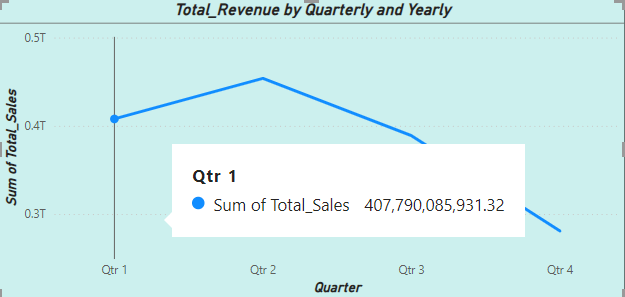 Total_Revenue by Quarterly and Yearly
0.5T
Sum of Total_Sales
0.4T
0.3T
Qtr 1
Sum of Total_Sales 407,790,085,931.32
Qtr 1 Qtr 2 Qtr 3 Qtr 4
Quarter